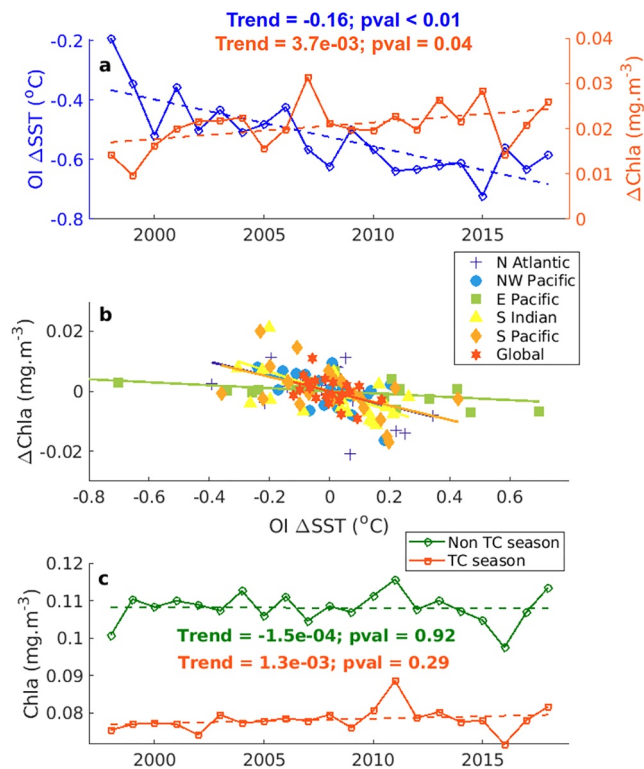 Trend = -0.16; pval < 0.01
Trend = 3.7e-03; pval = 0.04
a
-0.2
-0.4
-0.6
-0.8
OI ΔSST (°C)
0.04
0.03
0.02
0.01
0
ΔChla (mg.m-3)
2000 2005 2010 2015
N Atlantic
NW Pacific
E Pacific
S Indian
S Pacific
Global
b
0.02
0
-0.02
ΔChla (mg.m-3)
-0.8 -0.6 -0.4 -0.2 0 0.2 0.4 0.6
OI ΔSST (°C)
Non TC season
TC season
c
0.12
0.11
0.1
0.09
0.08
Chla (mg.m-3)
Trend = -1.5e-04; pval = 0.92
Trend = 1.3e-03; pval = 0.29
2000 2005 2010 2015